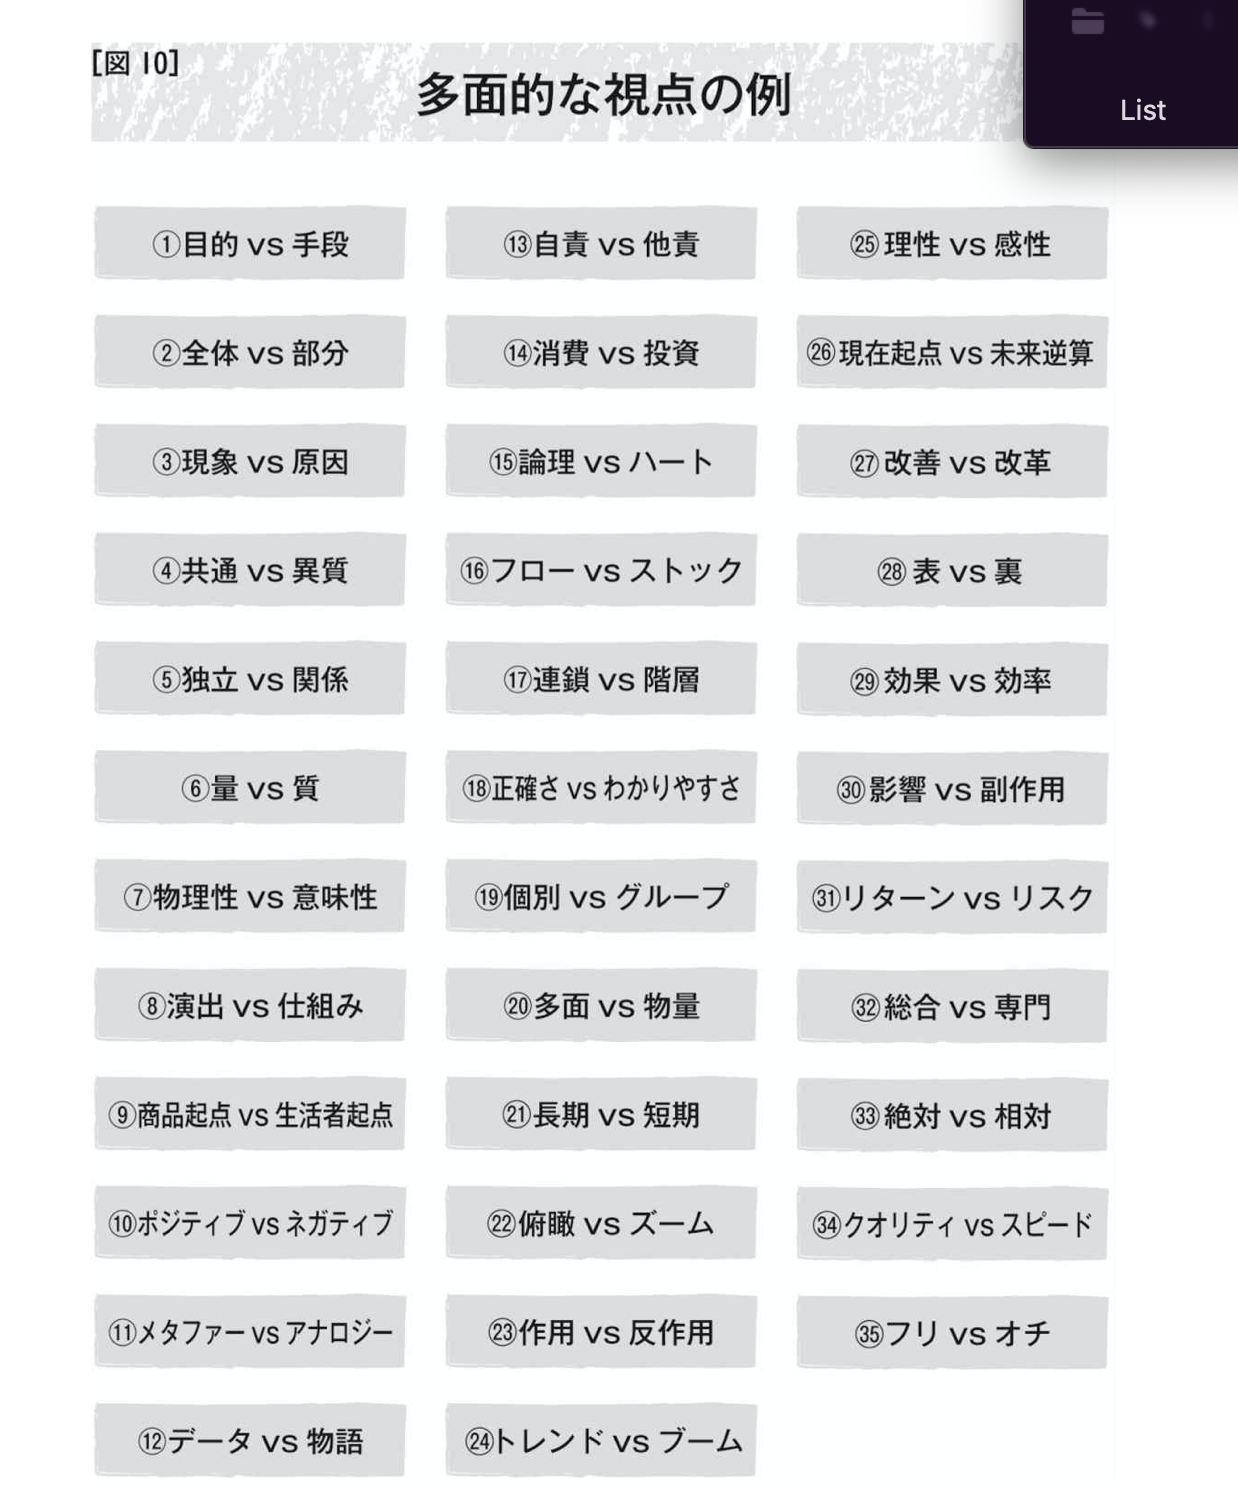 [図 10]
多面的な視点の例
List
①目的 vs 手段
②全体 vs 部分
③現象 vs 原因
④共通 vs 異質
⑤独立 vs 関係
⑥量 vs 質
⑦物理性 vs 意味性
⑧演出 vs 仕組み
⑨商品起点 vs 生活者起点
⑩ポジティブ vs ネガティブ
⑪メタファー vs アナロジー
⑫データ vs 物語
⑬自責 vs 他責
⑭消費 vs 投資
⑮論理 vs ハート
⑯フロー vs ストック
⑰連鎖 vs 階層
⑱正確さ vs わかりやすさ
⑲個別 vs グループ
⑳多面 vs 物量
㉑長期 vs 短期
㉒俯瞰 vs ズーム
㉓作用 vs 反作用
㉔トレンド vs ブーム
㉕理性 vs 感性
㉖現在起点 vs 未来逆算
㉗改善 vs 改革
㉘表 vs 裏
㉙効果 vs 効率
㉚影響 vs 副作用
㉛リターン vs リスク
㉜総合 vs 専門
㉝絶対 vs 相対
㉞クオリティ vs スピード
㉟フリ vs オチ